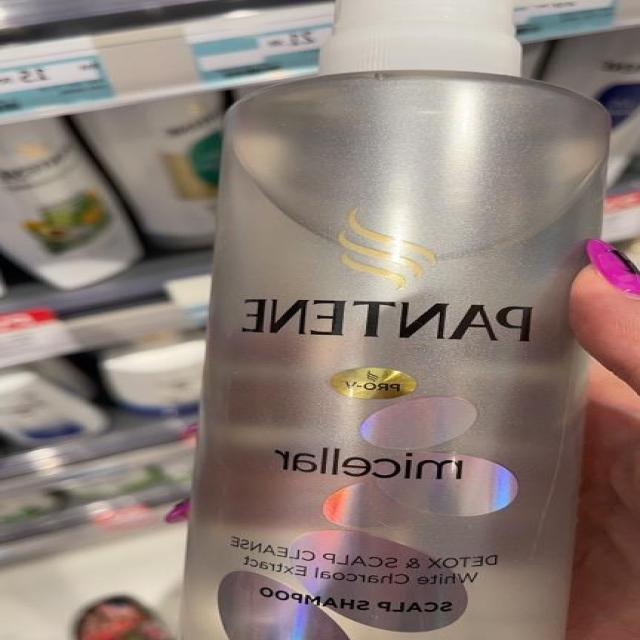 PANTENE
PRO-V
micellar
DETOX & SCALP CLEANSE
White Charcoal Extract
SCALP SHAMPOO